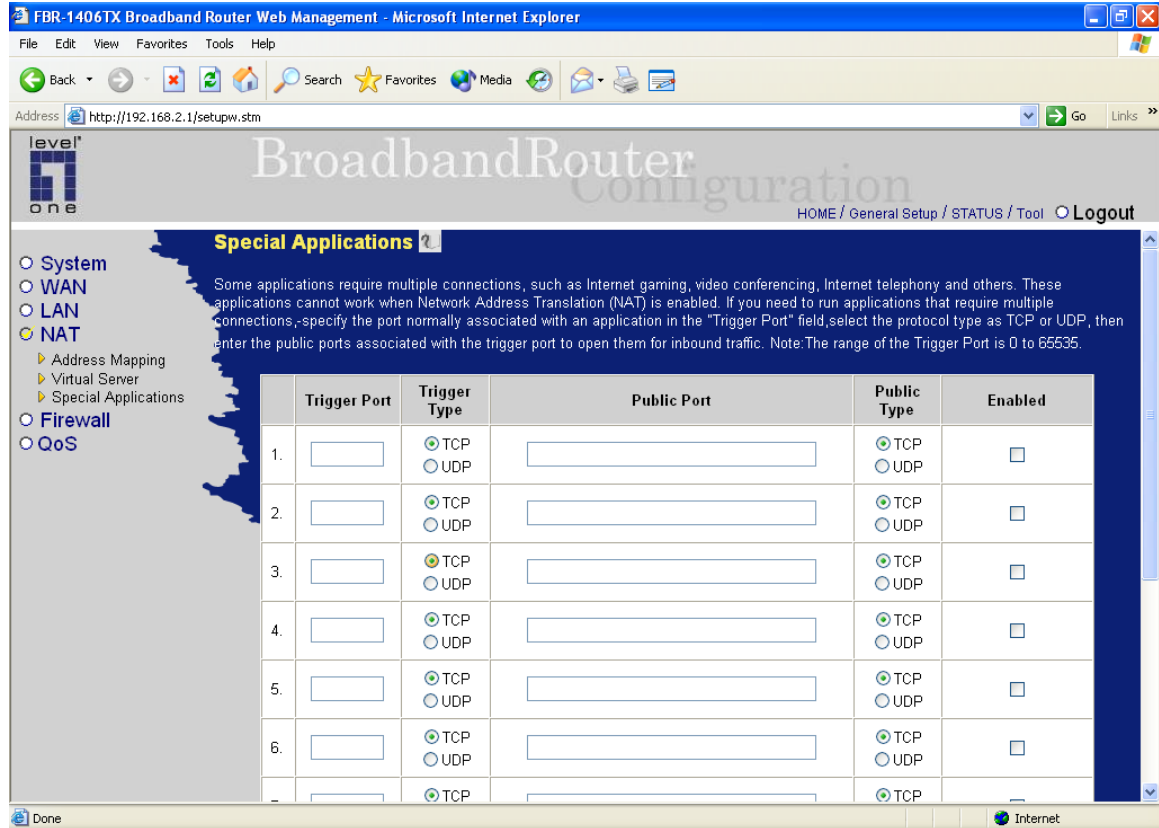 FBR-1406TX Broadband Router Web Management - Microsoft Internet Explorer
File Edit View Favorites Tools Help
Back Search Favorites Media
Address http://192.168.2.1/setupw.stm Go Links »
level
one
BroadbandRouter
Configuration
HOME / General Setup / STATUS / Tool Logout
System
WAN
LAN
NAT
Address Mapping
Virtual Server
Special Applications
Firewall
QoS
Special Applications
Some applications require multiple connections, such as Internet gaming, video conferencing, Internet telephony and others. These
applications cannot work when Network Address Translation (NAT) is enabled. If you need to run applications that require multiple
connections,-specify the port normally associated with an application in the "Trigger Port" field,select the protocol type as TCP or UDP, then
enter the public ports associated with the trigger port to open them for inbound traffic. Note:The range of the Trigger Port is 0 to 65535.
Trigger Port Trigger Type Public Port Public Type Enabled
1. TCP TCP
UDP UDP
2. TCP TCP
UDP UDP
3. TCP TCP
UDP UDP
4. TCP TCP
UDP UDP
5. TCP TCP
UDP UDP
6. TCP TCP
UDP UDP
TCP TCP
Done Internet